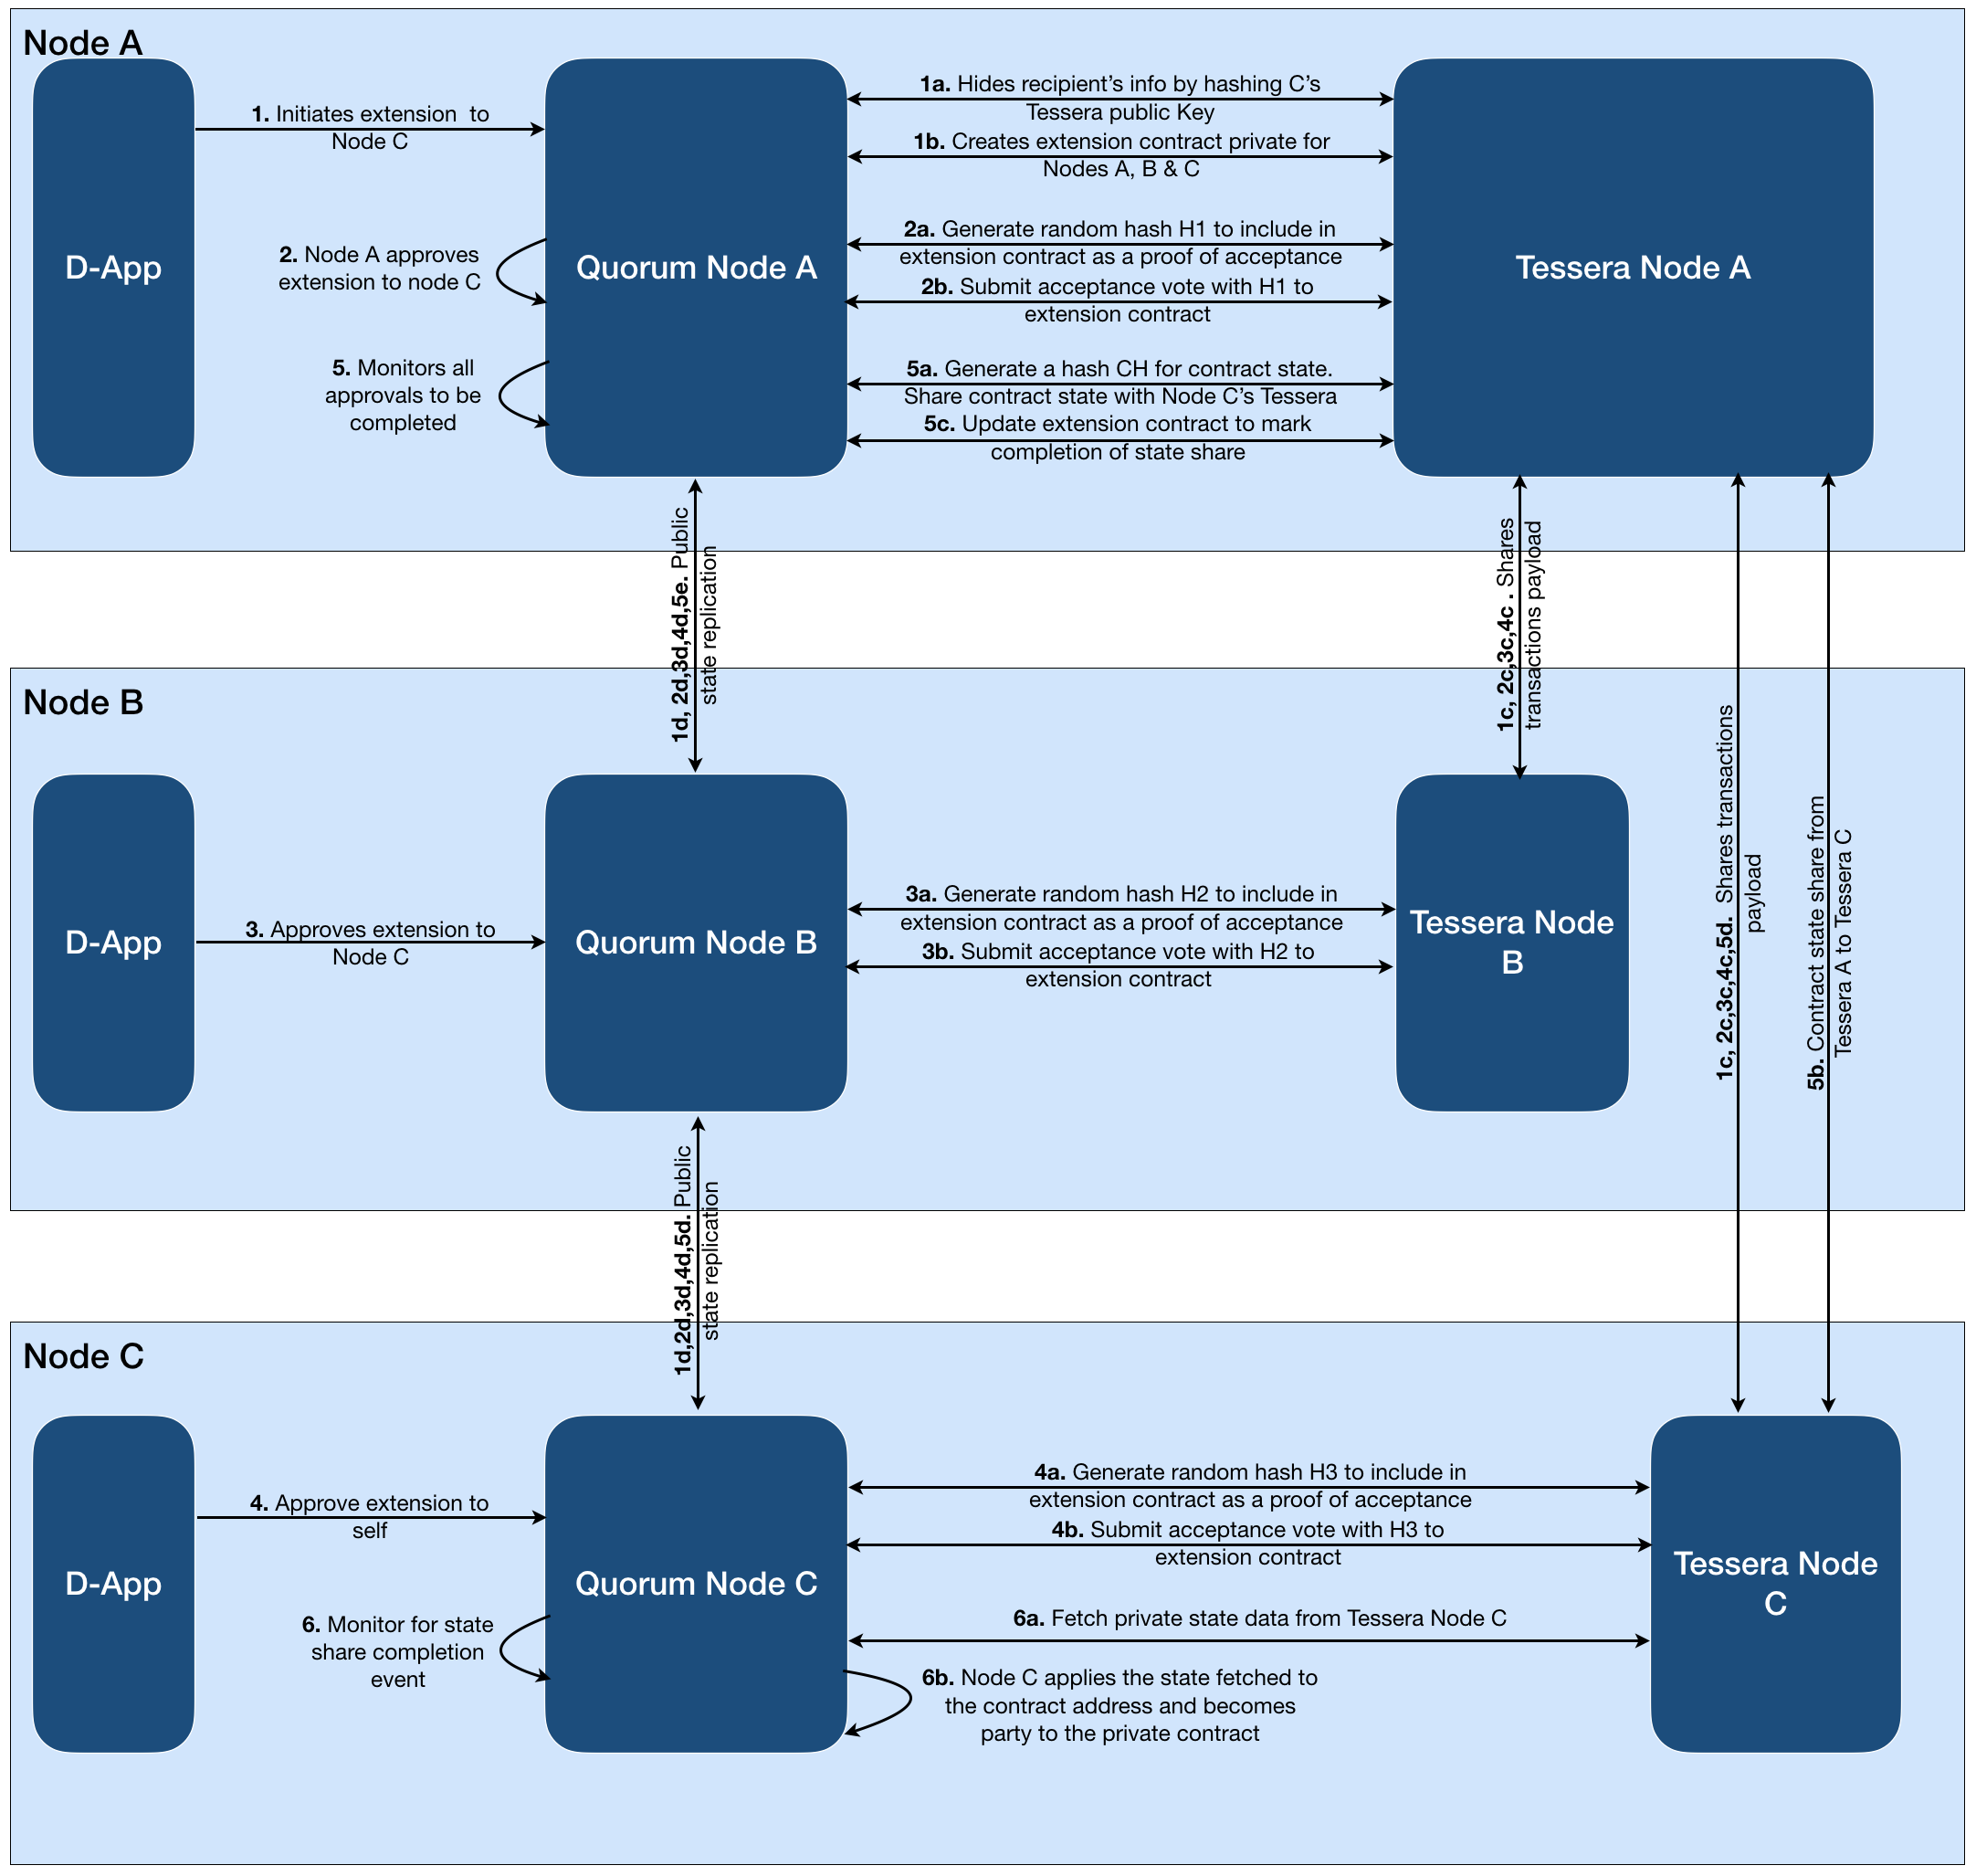 Node A
D-App
1. Initiates extension  to
Node C
2. Node A approves
extension to node C
5. Monitors all
approvals to be
completed
Quorum Node A
1a. Hides recipient’s info by hashing C’s
Tessera public Key
1b. Creates extension contract private for
Nodes A, B & C
2a. Generate random hash H1 to include in
extension contract as a proof of acceptance
2b. Submit acceptance vote with H1 to
extension contract
5a. Generate a hash CH for contract state.
Share contract state with Node C’s Tessera
5c. Update extension contract to mark
completion of state share
Tessera Node A
1d, 2d,3d,4d,5e. Public
state replication
1c, 2c,3c,4c . Shares
transactions payload
1c, 2c,3c,4c,5d.  Shares transactions
payload
5b. Contract state share from
Tessera A to Tessera C
Node B
D-App
3. Approves extension to
Node C
Quorum Node B
3a. Generate random hash H2 to include in
extension contract as a proof of acceptance
3b. Submit acceptance vote with H2 to
extension contract
Tessera Node
B
1d,2d,3d,4d,5d. Public
state replication
Node C
D-App
4. Approve extension to
self
6. Monitor for state
share completion
event
Quorum Node C
4a. Generate random hash H3 to include in
extension contract as a proof of acceptance
4b. Submit acceptance vote with H3 to
extension contract
6a. Fetch private state data from Tessera Node C
6b. Node C applies the state fetched to
the contract address and becomes
party to the private contract
Tessera Node
C